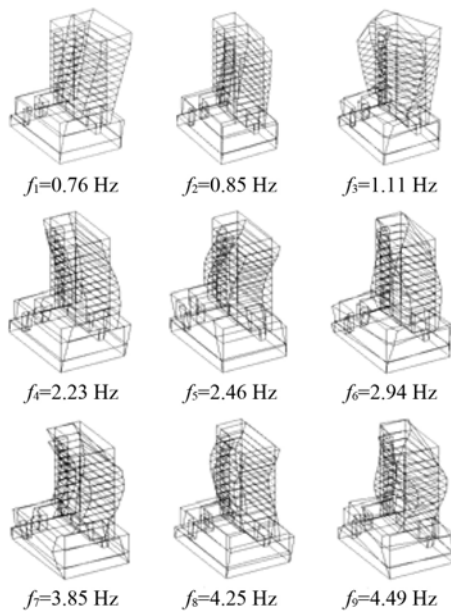 f₁=0.76 Hz f₂=0.85 Hz f₃=1.11 Hz
f₄=2.23 Hz f₅=2.46 Hz f₆=2.94 Hz
f₇=3.85 Hz f₈=4.25 Hz f₉=4.49 Hz